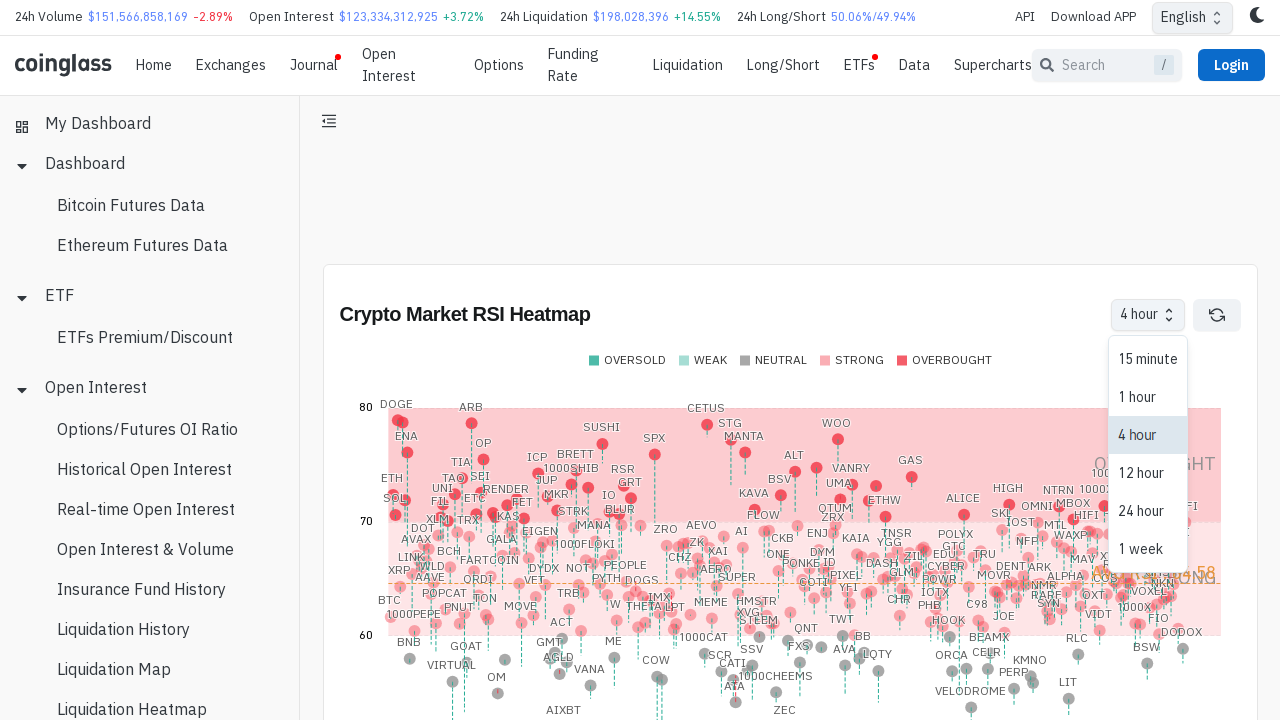 24h Volume $151,566,858,169 -2.89% Open Interest $123,334,312,925 +3.72% 24h Liquidation $198,028,396 +14.55% 24h Long/Short 50.06%/49.94% API Download APP English
coinglass Home Exchanges Journal Open Interest Options Funding Rate Liquidation Long/Short ETFs Data Supercharts Search / Login
My Dashboard
Dashboard
Bitcoin Futures Data
Ethereum Futures Data
ETF
ETFs Premium/Discount
Open Interest
Options/Futures OI Ratio
Historical Open Interest
Real-time Open Interest
Open Interest & Volume
Insurance Fund History
Liquidation History
Liquidation Map
Liquidation Heatmap
Crypto Market RSI Heatmap
4 hour
15 minute
1 hour
4 hour
12 hour
24 hour
1 week
OVERSOLD WEAK NEUTRAL STRONG OVERBOUGHT
80
70
60
DOGE ARB CETUS
ENA OP SUSHI SPX STG MANTA WOO
ETH TIA SEI ICP BRETT 1000SHIB RSR GRT ALT BSV VANRY GAS
SOL UNI TAO ETC RENDER JUP MKR IO KAVA UMA ETHW ALICE HIGH NTRN
FIL FET STRK BLUR FLOW QTUM SKL OMNI MBOX
DOT XLM TRX KAS EIGEN MANA ZRO AEVO AI ZRX IOST MTL HIFI
AVAX GALA 1000FLOKI ZK CKB ENJ KAIA YGG TNSR POLYX NFP WAXP
LINK BCH FARTCOIN CHZ XAI ONE DYM ZIL GTC TRU MAV
XRP WLD AAVE ORDI DYDX NOT PYTH PEOPLE AERO SUPER PONKE ID PIXEL DASH GLM CYBER MOVR DENT ARK ALPHA
BTC POPCAT TON VET TRB DOGS IMX COTI YFI POWR NMR
1000PEPE PNUT MOVE W THETA LPT MEME HMSTR CHR PHB IOTX C98 RARE SYN OXT VOXEL
BNB GOAT ACT ME 1000CAT STEEM QNT TWT HOOK JOE VIDT FIO
VIRTUAL GMT AGLD COW SCR SSV FXS AVA BB BEAMX RLC BSW DODOX
OM VANA CATI 1000CHEEMS LQTY ORCA CELR KMNO
AIXBT ATA ZEC VELODROME PERP LIT